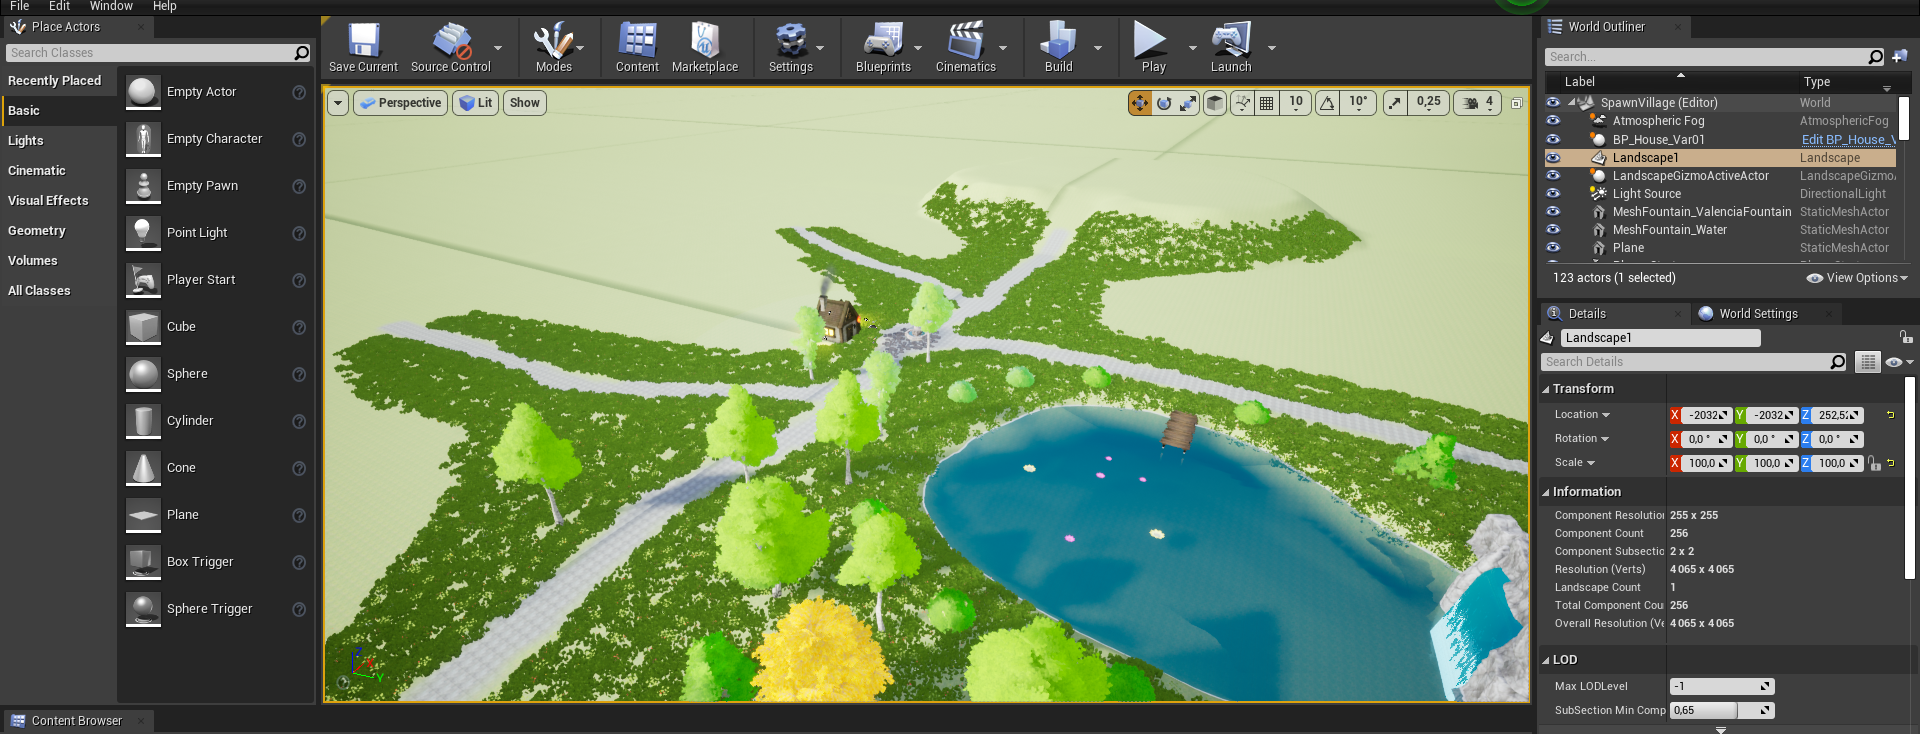 File Edit Window Help
Place Actors
Search Classes
Recently Placed
Basic
Lights
Cinematic
Visual Effects
Geometry
Volumes
All Classes
Empty Actor
Empty Character
Empty Pawn
Point Light
Player Start
Cube
Sphere
Cylinder
Cone
Plane
Box Trigger
Sphere Trigger
Content Browser
Save Current
Source Control
Modes
Content
Marketplace
Settings
Blueprints
Cinematics
Build
Play
Launch
Perspective
Lit
Show
10
10°
0,25
4
Z
X
Y
World Outliner
Search...
Label Type
SpawnVillage (Editor) World
Atmospheric Fog AtmosphericFog
BP_House_Var01 Edit BP_House_V
Landscape1 Landscape
LandscapeGizmoActiveActor LandscapeGizmoA
Light Source DirectionalLight
MeshFountain_ValenciaFountain StaticMeshActor
MeshFountain_Water StaticMeshActor
Plane StaticMeshActor
123 actors (1 selected)
View Options
Details
World Settings
Landscape1
Search Details
Transform
Location X -2032 Y -2032 Z 252,52
Rotation X 0,0 ° Y 0,0 ° Z 0,0 °
Scale X 100,0 Y 100,0 Z 100,0
Information
Component Resolutio 255 x 255
Component Count 256
Component Subsectio 2 x 2
Resolution (Verts) 4 065 x 4 065
Landscape Count 1
Total Component Cou 256
Overall Resolution (Ve 4 065 x 4 065
LOD
Max LODLevel -1
SubSection Min Comp 0,65